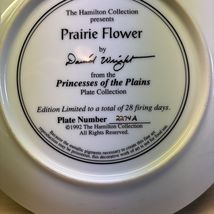 The Hamilton Collection
presents
Prairie Flower
by
David Wright
from the
Princesses of the Plains
Plate Collection
Edition Limited to a total of 28 firing days.
Plate Number 2274A
©1992 The Hamilton Collection
All Rights Reserved.